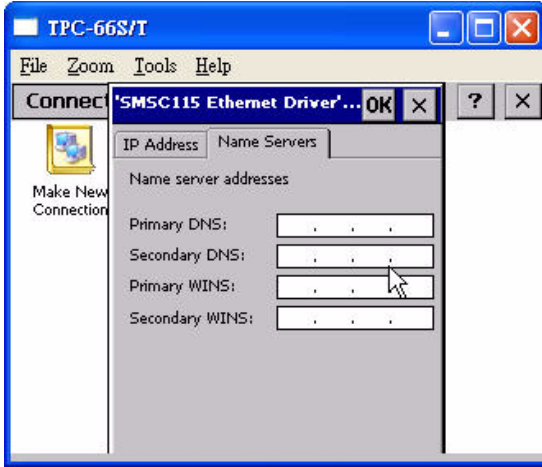 TPC-66S/T
File Zoom Tools Help
Connect
'SMSC115 Ethernet Driver'... OK ×
? ×
IP Address Name Servers
Make New
Connection
Name server addresses
Primary DNS: . . .
Secondary DNS: . . .
Primary WINS: . . .
Secondary WINS: . . .